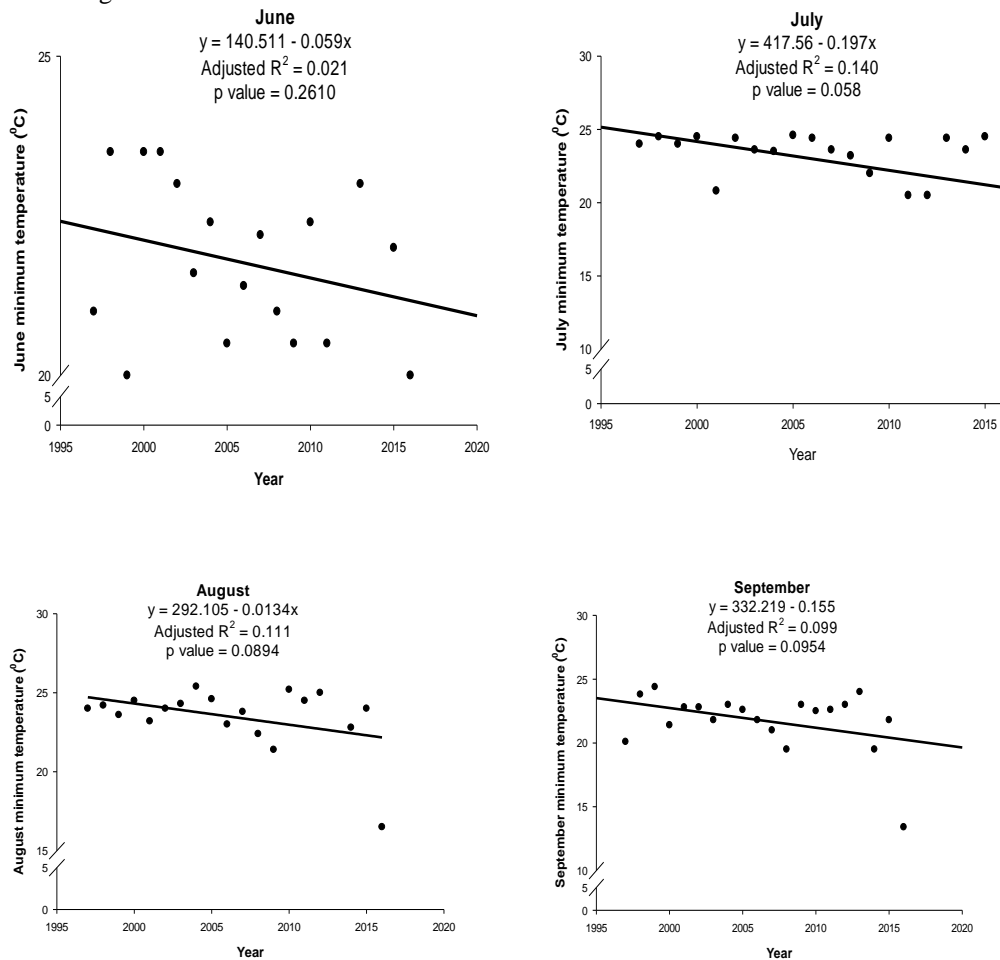 June
y = 140.511 - 0.059x
Adjusted R² = 0.021
p value = 0.2610
June minimum temperature (⁰C)
25
20
5
0
1995 2000 2005 2010 2015 2020
Year
July
y = 417.56 - 0.197x
Adjusted R² = 0.140
p value = 0.058
July minimum temperature (⁰C)
30
25
20
15
10
5
0
1995 2000 2005 2010 2015
Year
August
y = 292.105 - 0.0134x
Adjusted R² = 0.111
p value = 0.0894
August minimum temperature (⁰C)
30
25
20
15
5
0
1995 2000 2005 2010 2015 2020
Year
September
y = 332.219 - 0.155
Adjusted R² = 0.099
p value = 0.0954
September minimum temperature (⁰C)
30
25
20
15
10
5
0
1995 2000 2005 2010 2015 2020
Year